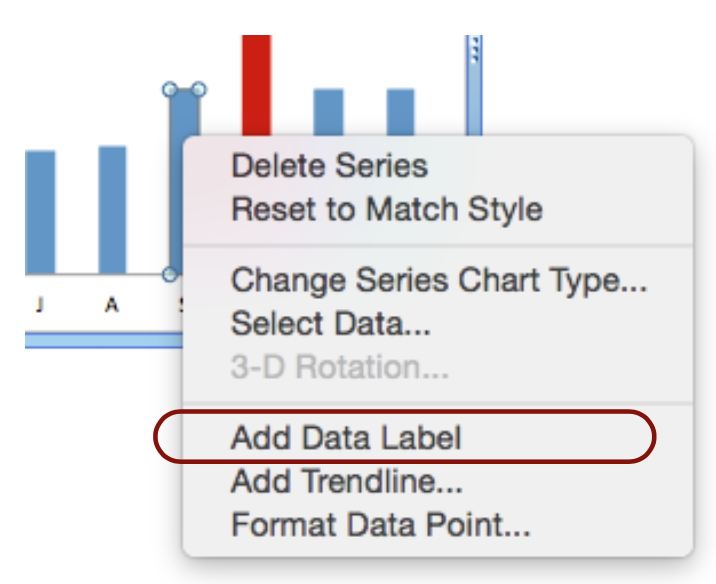 Delete Series
Reset to Match Style
Change Series Chart Type...
Select Data...
3-D Rotation...
J A
Add Data Label
Add Trendline...
Format Data Point...